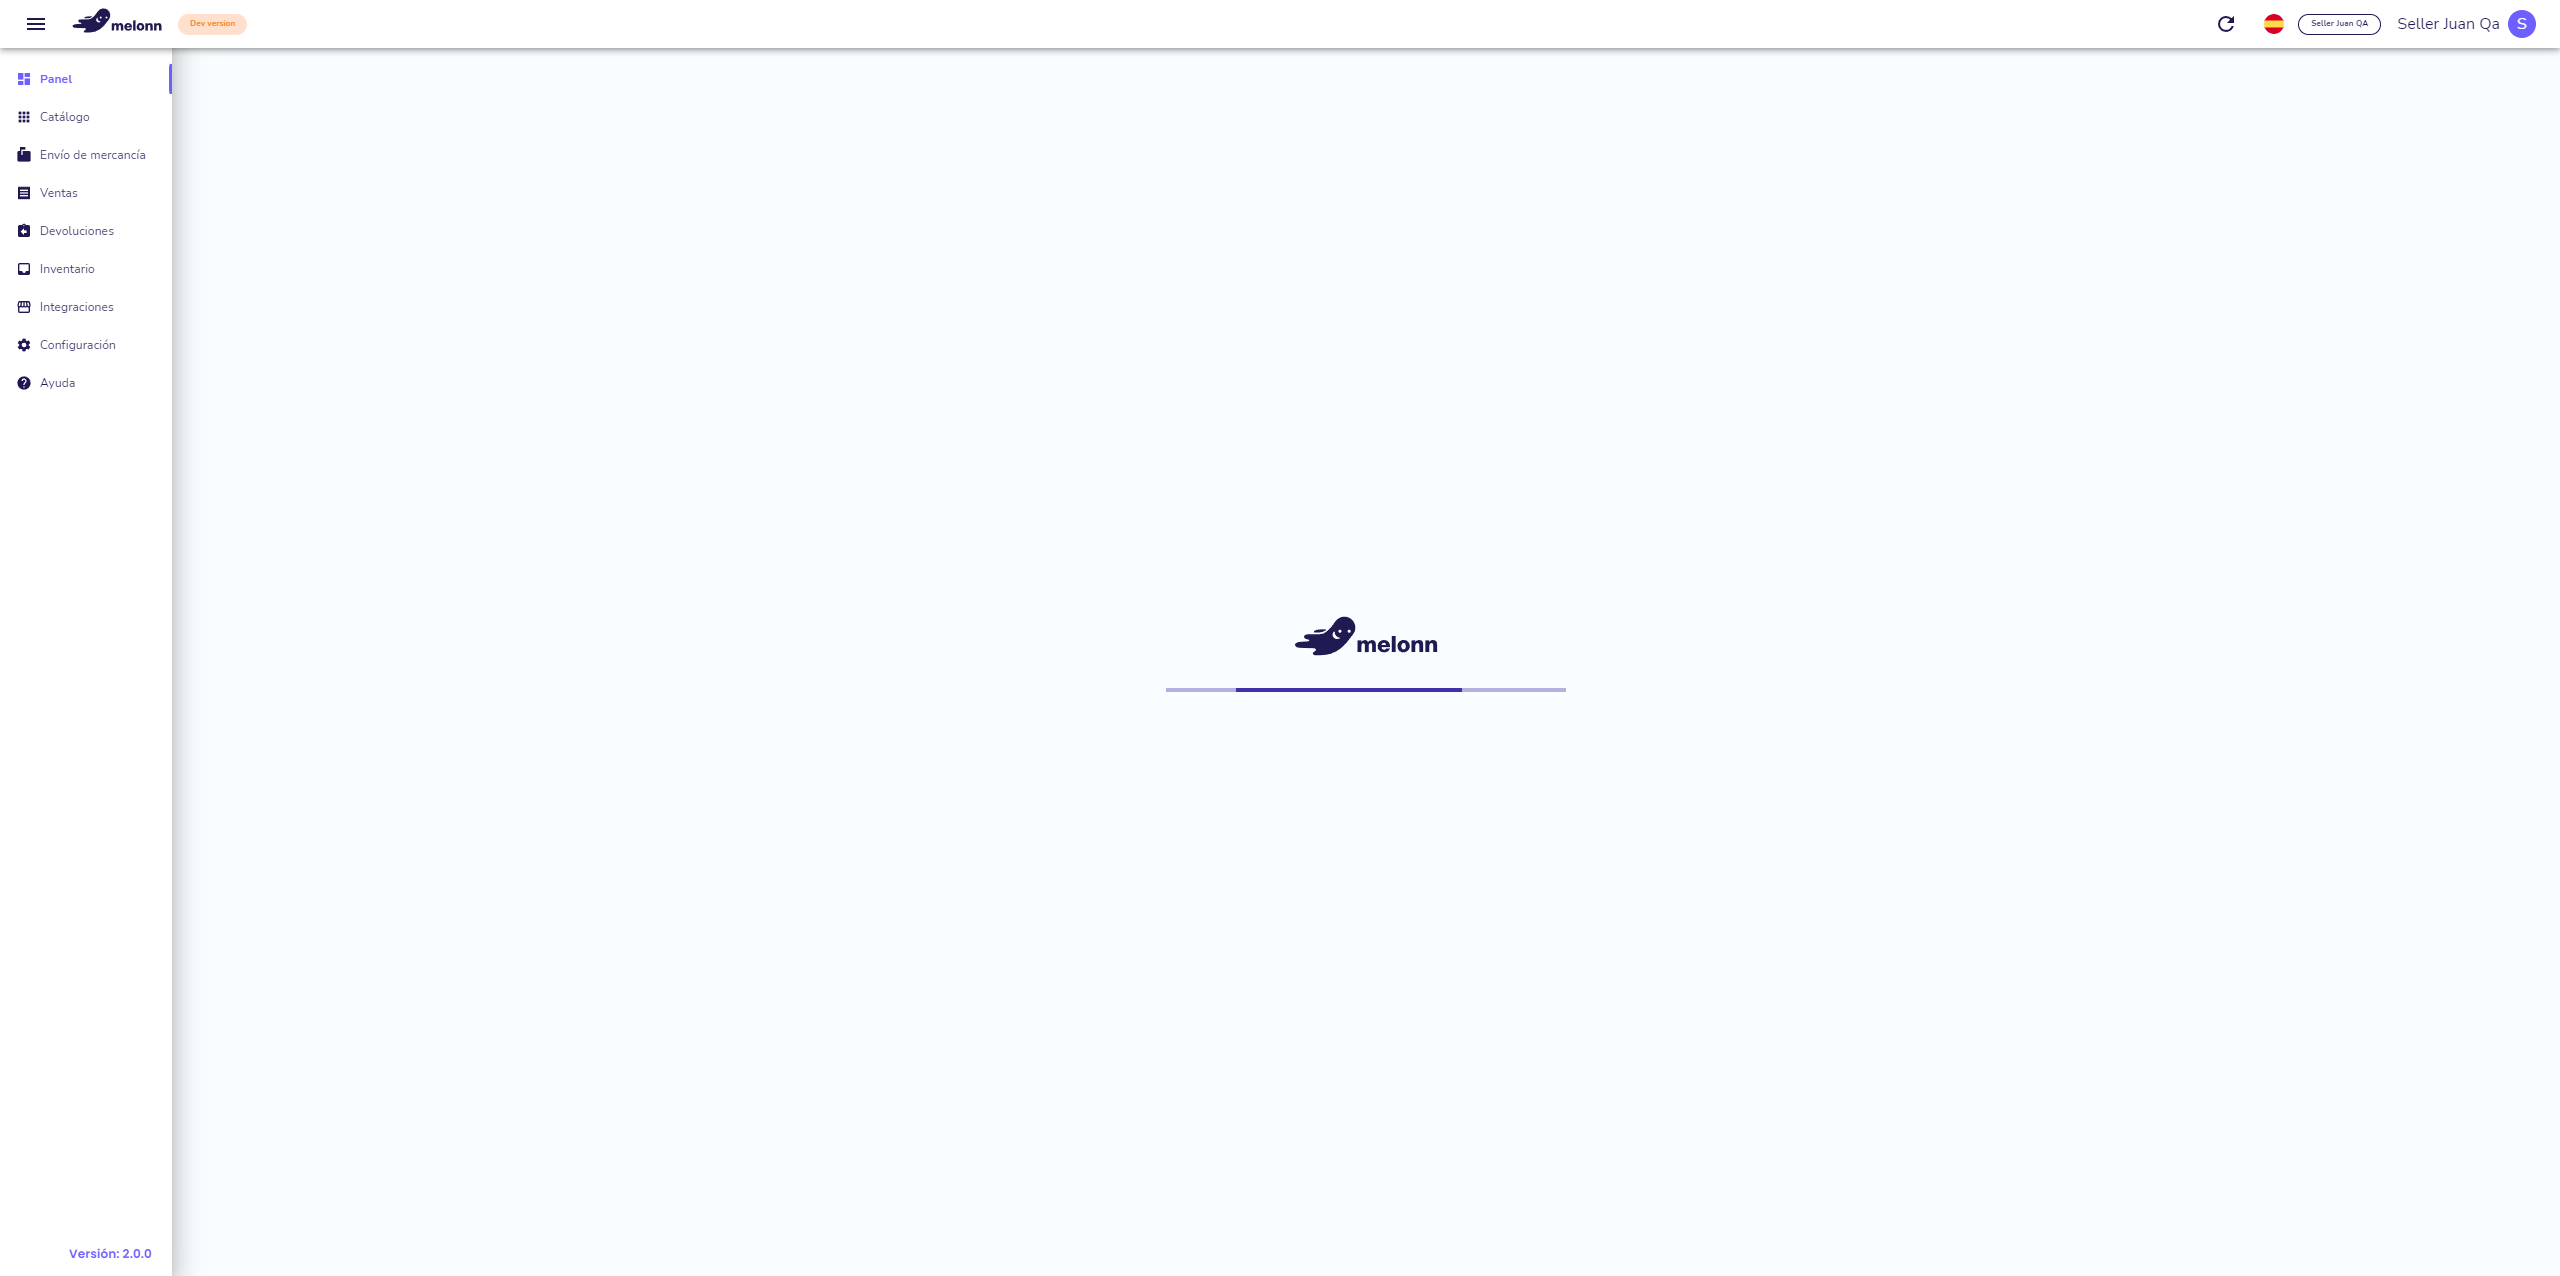 melonn
Dev version
Seller Juan QA
Seller Juan Qa
S
Panel
Catálogo
Envío de mercancía
Ventas
Devoluciones
Inventario
Integraciones
Configuración
Ayuda
melonn
Versión: 2.0.0